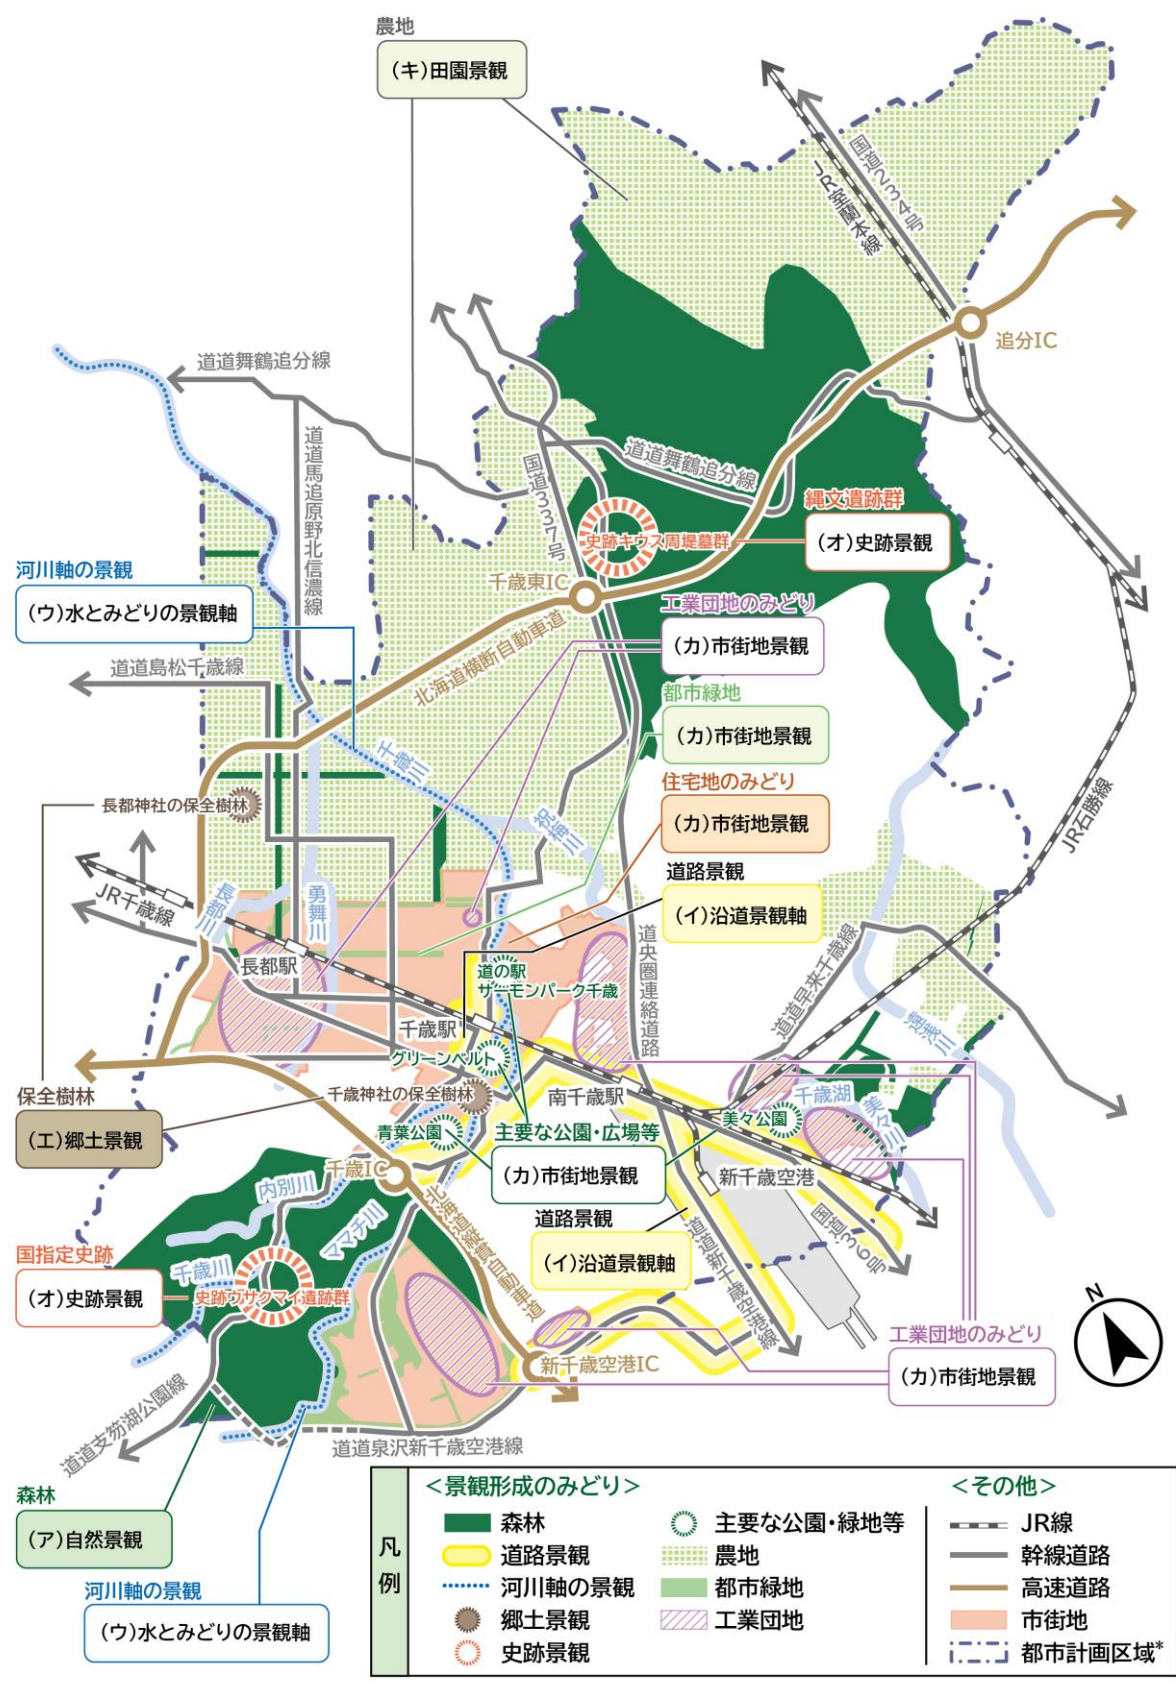 農地
(キ)田園景観
国道234号
JR室蘭本線
追分IC
道道舞鶴追分線
道道馬追原野北信濃線
国道337号
道道舞鶴追分線
縄文遺跡群
(オ)史跡景観
史跡キウス周堤墓群
千歳東IC
河川軸の景観
(ウ)水とみどりの景観軸
工業団地のみどり
(カ)市街地景観
北海道横断自動車道
道道島松千歳線
都市緑地
(カ)市街地景観
千歳川
住宅地のみどり
(カ)市街地景観
長都神社の保全樹林
祝梅川
JR石勝線
道路景観
(イ)沿道景観軸
JR千歳線
長都川
勇舞川
長都駅
道の駅
サーモンパーク千歳
道央圏連絡道路
道道早来千歳線
遠浅川
千歳駅
グリーンベルト
保全樹林
(エ)郷土景観
千歳神社の保全樹林
南千歳駅
千歳湖
美々川
美々公園
青葉公園
主要な公園・広場等
(カ)市街地景観
千歳IC
新千歳空港
内別川
ママチ川
北海道縦貫自動車道
道路景観
(イ)沿道景観軸
国道36号
道道新千歳空港線
国指定史跡
(オ)史跡景観
千歳川
史跡ウサクマイ遺跡群
N
工業団地のみどり
(カ)市街地景観
新千歳空港IC
道道支笏湖公園線
道道泉沢新千歳空港線
森林
(ア)自然景観
河川軸の景観
(ウ)水とみどりの景観軸
凡例
<景観形成のみどり>
森林
道路景観
河川軸の景観
郷土景観
史跡景観
主要な公園・緑地等
農地
都市緑地
工業団地
<その他>
JR線
幹線道路
高速道路
市街地
都市計画区域*